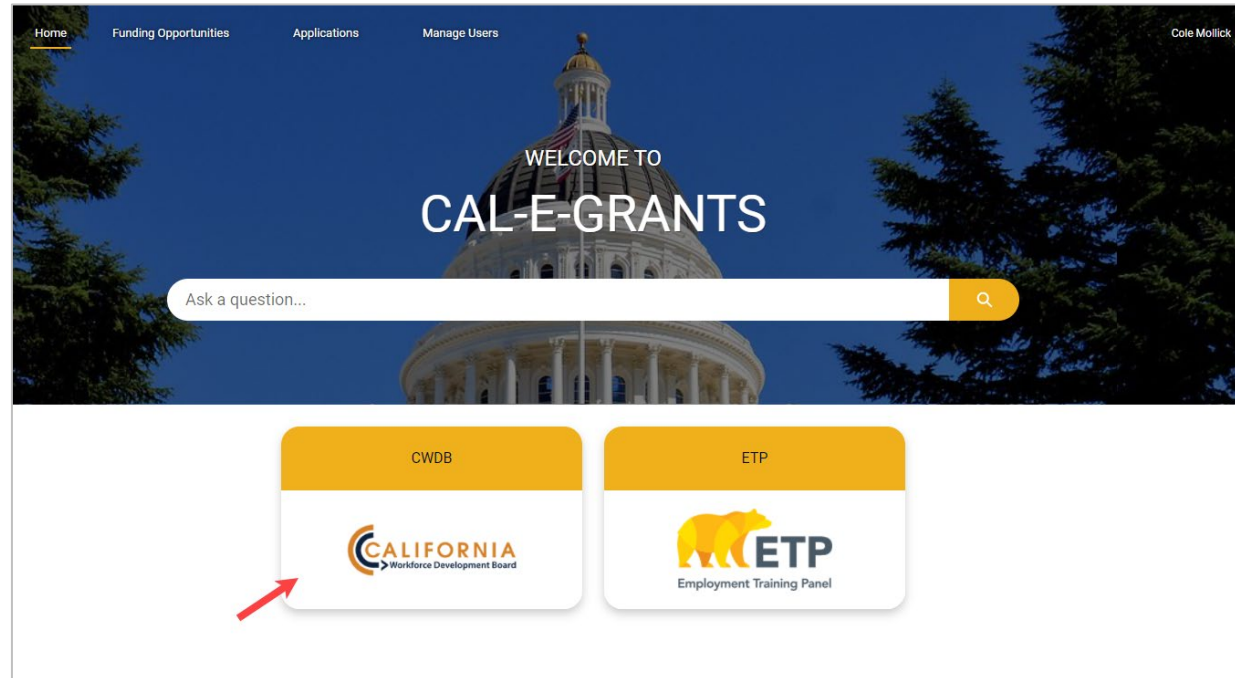 Home Funding Opportunities Applications Manage Users Cole Mollick
WELCOME TO
CAL-E-GRANTS
Ask a question...
CWDB
ETP
CALIFORNIA
Workforce Development Board
ETP
Employment Training Panel